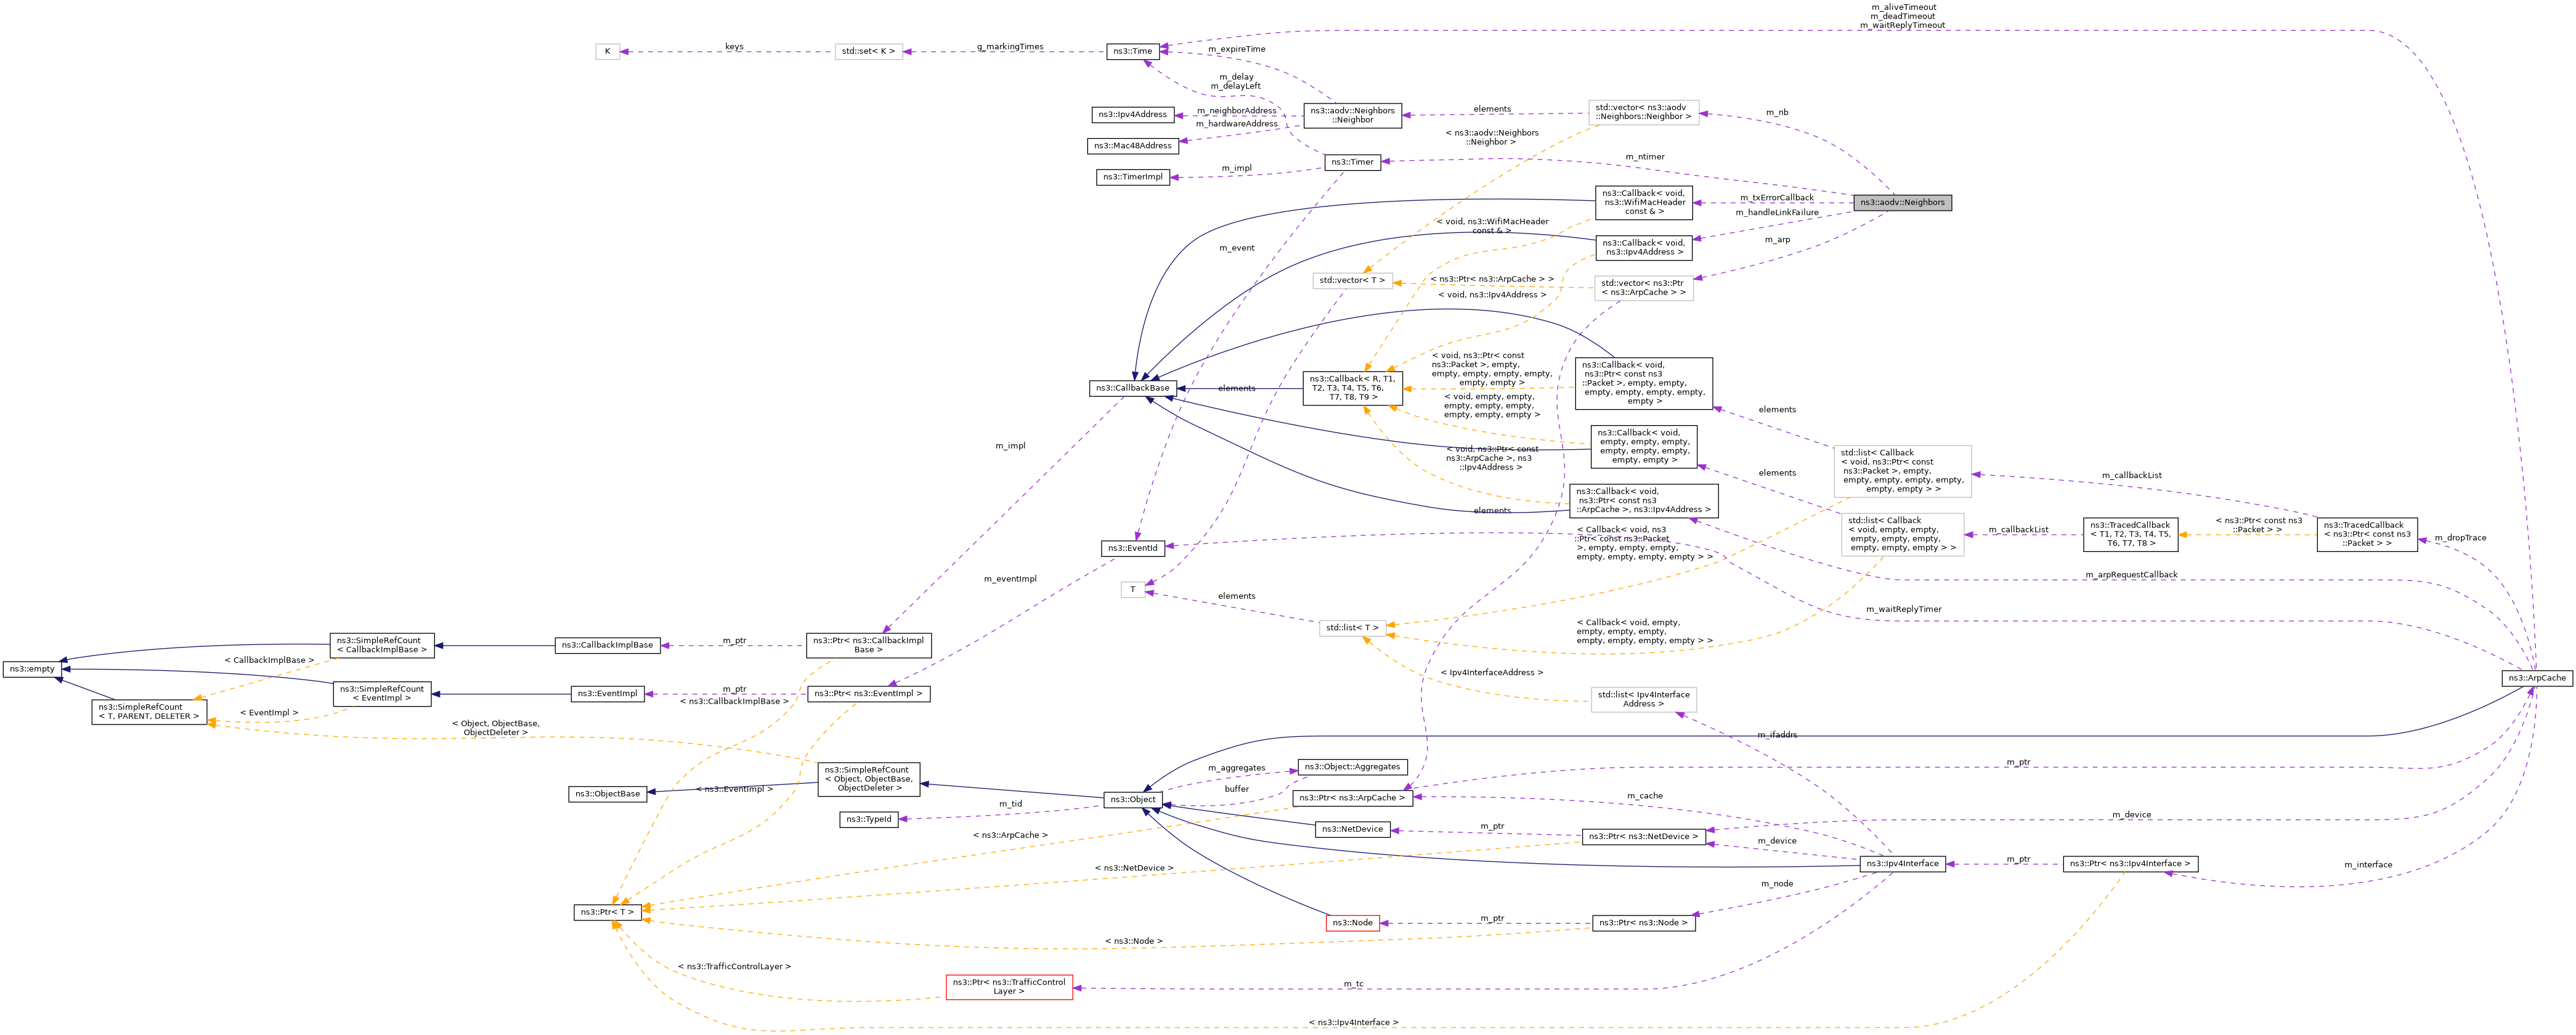 m_aliveTimeout
m_deadTimeout
m_waitReplyTimeout
K
keys
std::set< K >
g_markingTimes
ns3::Time
m_expireTime
m_delay
m_delayLeft
ns3::Ipv4Address
m_neighborAddress
m_hardwareAddress
ns3::Mac48Address
ns3::aodv::Neighbors
::Neighbor
elements
std::vector< ns3::aodv
::Neighbors::Neighbor >
m_nb
< ns3::aodv::Neighbors
::Neighbor >
ns3::TimerImpl
m_impl
ns3::Timer
m_ntimer
ns3::aodv::Neighbors
ns3::Callback< void,
ns3::WifiMacHeader
const & >
m_txErrorCallback
m_handleLinkFailure
< void, ns3::WifiMacHeader
const & >
ns3::Callback< void,
ns3::Ipv4Address >
m_arp
m_event
std::vector< T >
< ns3::Ptr< ns3::ArpCache > >
std::vector< ns3::Ptr
< ns3::ArpCache > >
< void, ns3::Ipv4Address >
ns3::CallbackBase
elements
ns3::Callback< R, T1,
T2, T3, T4, T5, T6,
T7, T8, T9 >
< void, ns3::Ptr< const
ns3::Packet >, empty,
empty, empty, empty, empty,
empty, empty >
ns3::Callback< void,
ns3::Ptr< const ns3
::Packet >, empty, empty,
empty, empty, empty, empty,
empty >
< void, empty, empty,
empty, empty, empty,
empty, empty, empty >
elements
ns3::Callback< void,
empty, empty, empty,
empty, empty, empty,
empty, empty >
m_impl
< void, ns3::Ptr< const
ns3::ArpCache >, ns3
::Ipv4Address >
elements
std::list< Callback
< void, ns3::Ptr< const
ns3::Packet >, empty,
empty, empty, empty, empty,
empty, empty > >
m_callbackList
ns3::Callback< void,
ns3::Ptr< const ns3
::ArpCache >, ns3::Ipv4Address >
elements
std::list< Callback
< void, empty, empty,
empty, empty, empty,
empty, empty, empty > >
m_callbackList
ns3::TracedCallback
< T1, T2, T3, T4, T5,
T6, T7, T8 >
< ns3::Ptr< const ns3
::Packet > >
ns3::TracedCallback
< ns3::Ptr< const ns3
::Packet > >
m_dropTrace
ns3::EventId
< Callback< void, ns3
::Ptr< const ns3::Packet
>, empty, empty, empty,
empty, empty, empty, empty > >
m_eventImpl
T
elements
m_arpRequestCallback
m_waitReplyTimer
std::list< T >
< Callback< void, empty,
empty, empty, empty,
empty, empty, empty, empty > >
ns3::empty
ns3::SimpleRefCount
< CallbackImplBase >
ns3::CallbackImplBase
m_ptr
ns3::Ptr< ns3::CallbackImpl
Base >
< CallbackImplBase >
ns3::SimpleRefCount
< EventImpl >
ns3::EventImpl
m_ptr
ns3::Ptr< ns3::EventImpl >
< ns3::CallbackImplBase >
ns3::SimpleRefCount
< T, PARENT, DELETER >
< EventImpl >
< Ipv4InterfaceAddress >
std::list< Ipv4Interface
Address >
ns3::ArpCache
< Object, ObjectBase,
ObjectDeleter >
m_ifaddrs
ns3::ObjectBase
ns3::SimpleRefCount
< Object, ObjectBase,
ObjectDeleter >
< ns3::EventImpl >
ns3::TypeId
m_tid
ns3::Object
m_aggregates
buffer
ns3::Object::Aggregates
ns3::Ptr< ns3::ArpCache >
m_ptr
m_cache
< ns3::ArpCache >
ns3::NetDevice
m_ptr
ns3::Ptr< ns3::NetDevice >
m_device
m_device
< ns3::NetDevice >
ns3::Ipv4Interface
m_ptr
ns3::Ptr< ns3::Ipv4Interface >
m_interface
m_node
ns3::Ptr< T >
ns3::Node
m_ptr
ns3::Ptr< ns3::Node >
< ns3::Node >
< ns3::TrafficControlLayer >
ns3::Ptr< ns3::TrafficControl
Layer >
m_tc
< ns3::Ipv4Interface >